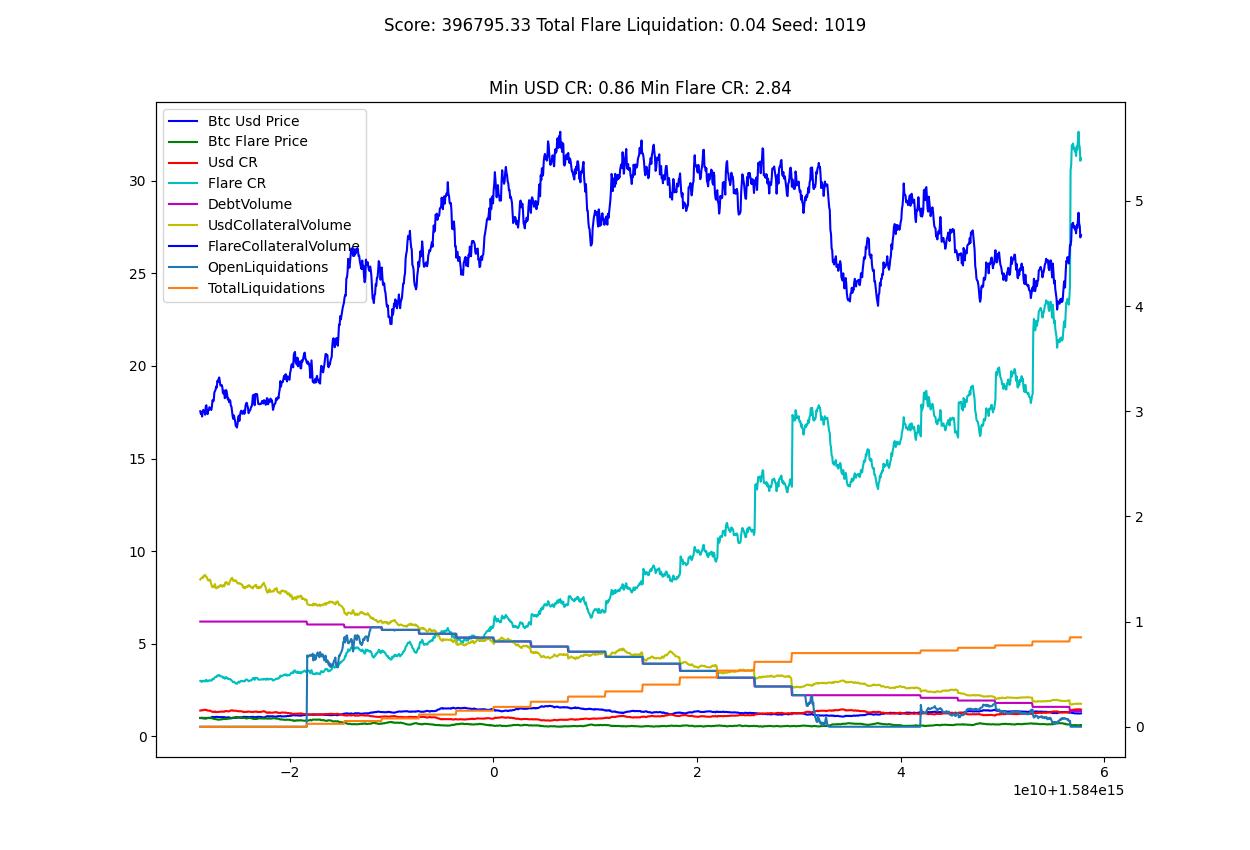 Score: 396795.33 Total Flare Liquidation: 0.04 Seed: 1019
Min USD CR: 0.86 Min Flare CR: 2.84
Btc Usd Price
Btc Flare Price
Usd CR
Flare CR
DebtVolume
UsdCollateralVolume
FlareCollateralVolume
OpenLiquidations
TotalLiquidations
30
25
20
15
10
5
0
5
4
3
2
1
0
−2
0
2
4
6
1e10+1.584e15